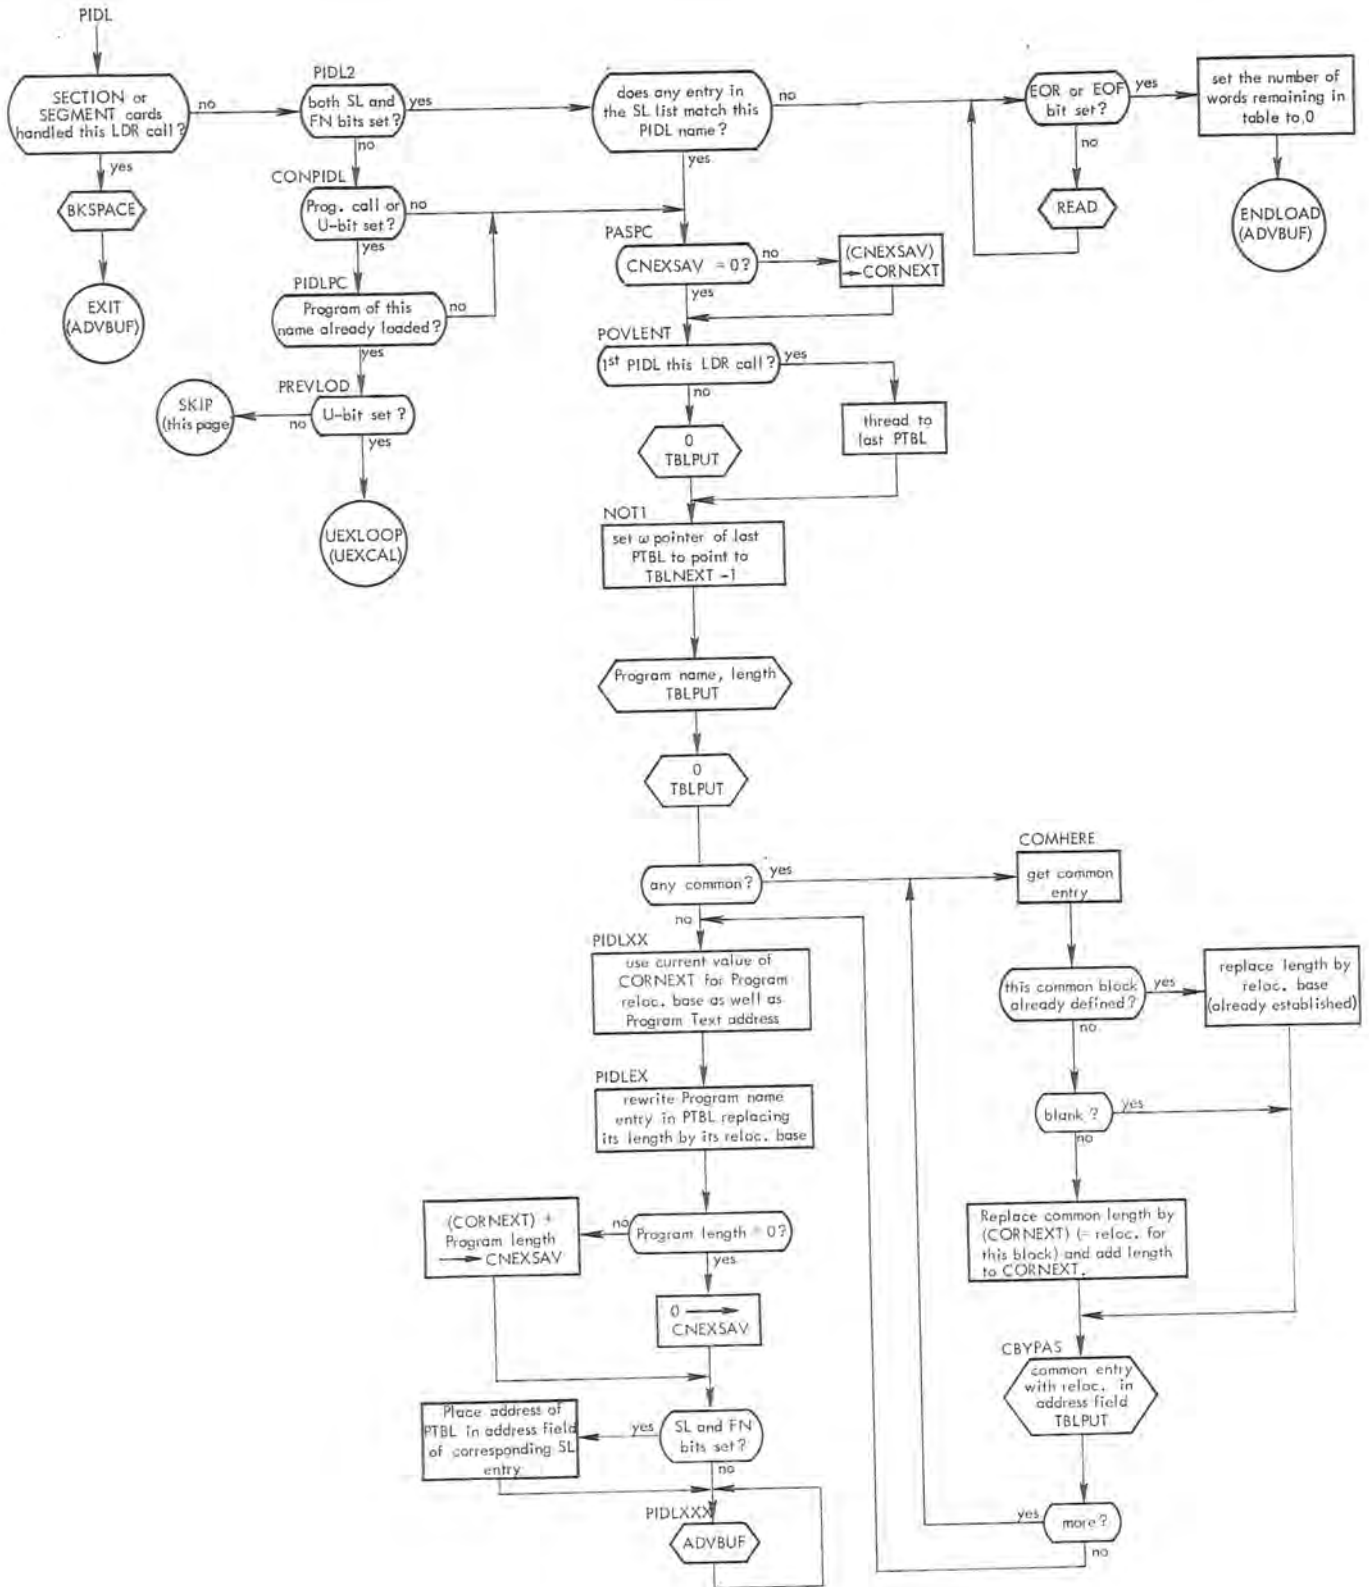 PIDL
SECTION or
SEGMENT cards
handled this LDR call?
no
yes
BKSPACE
EXIT
(ADVBUF)
PIDL2
both SL and
FN bits set?
yes
no
CONPIDL
Prog. call or
U-bit set?
no
yes
PIDLPC
Program of this
name already loaded?
no
yes
PREVLOD
U-bit set?
no
yes
SKIP
(this page
UEXLOOP
(UEXCAL)
does any entry in
the SL list match this
PIDL name?
no
yes
EOR or EOF
bit set?
yes
no
READ
set the number of
words remaining in
table to 0
ENDLOAD
(ADVBUF)
PASPC
CNEXSAV = 0?
no
yes
(CNEXSAV)
→CORNEXT
POVLENT
1st PIDL this LDR call?
yes
no
thread to
last PTBL
0
TBLPUT
NOT1
set ω pointer of last
PTBL to point to
TBLNEXT -1
Program name, length
TBLPUT
0
TBLPUT
any common?
yes
no
COMHERE
get common
entry
this common block
already defined?
yes
no
replace length by
reloc. base
(already established)
blank?
yes
no
Replace common length by
(CORNEXT) (= reloc. for
this block) and add length
to CORNEXT.
CBYPAS
common entry
with reloc. in
address field
TBLPUT
more?
yes
no
PIDLXX
use current value of
CORNEXT for Program
reloc. base as well as
Program Text address
PIDLEX
rewrite Program name
entry in PTBL replacing
its length by its reloc. base
Program length = 0?
no
yes
(CORNEXT) +
Program length
→ CNEXSAV
0 →
CNEXSAV
SL and FN
bits set?
yes
no
Place address of
PTBL in address field
of corresponding SL
entry
PIDLXXX
ADVBUF